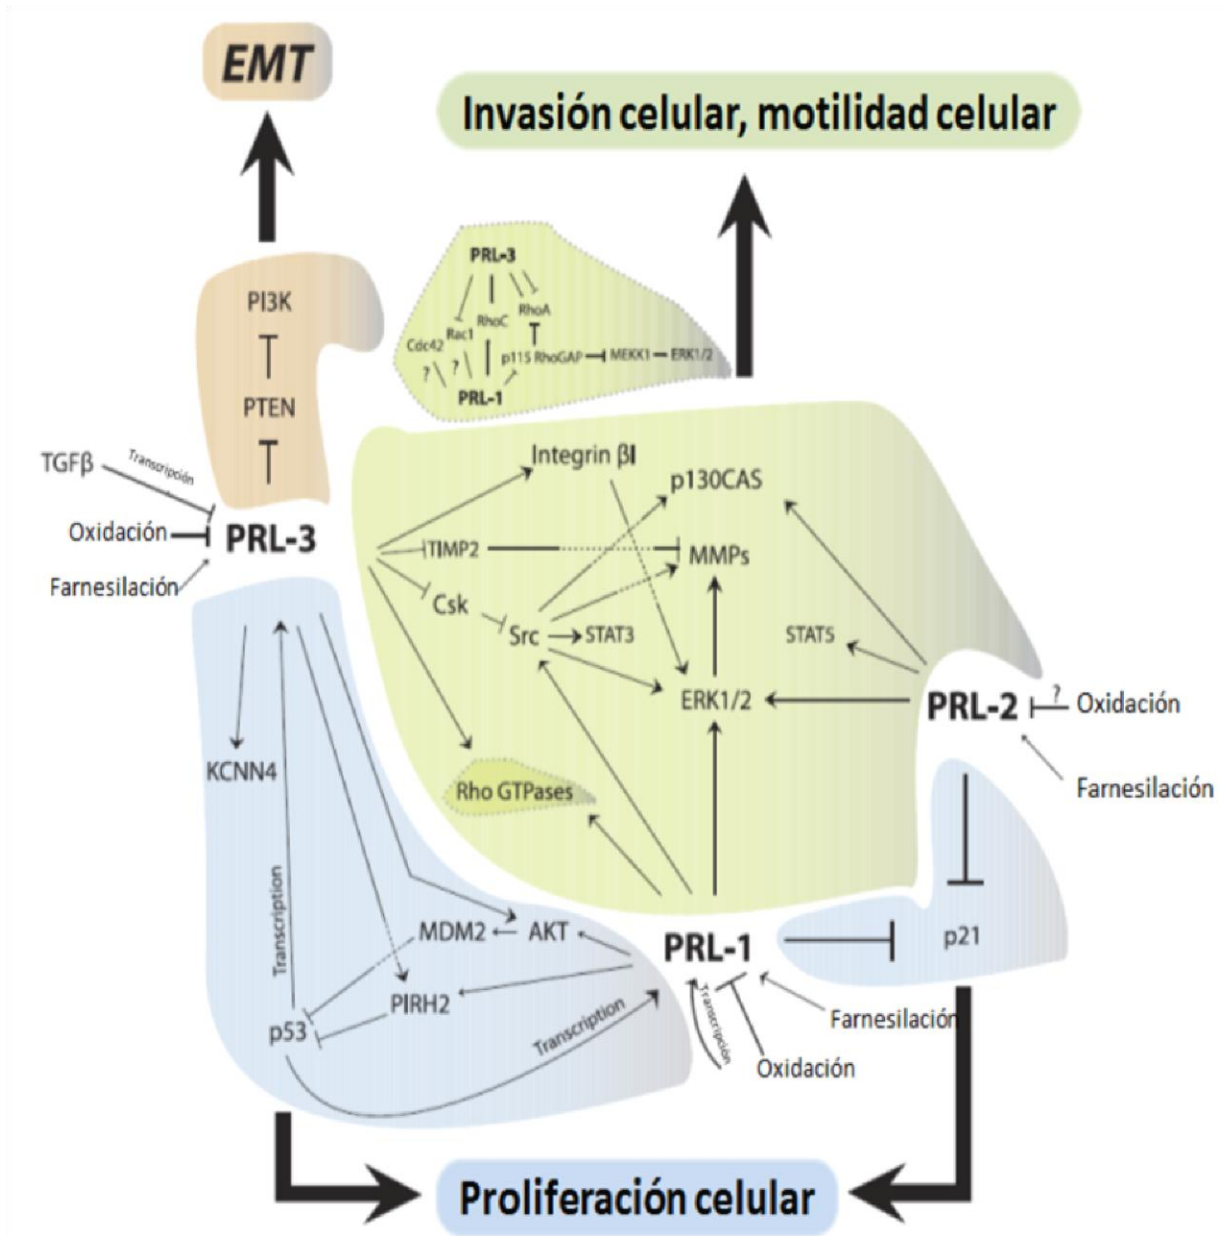 EMT
Invasión celular, motilidad celular
PRL-3
RhoA
RhoC
Rac1
Cdc42
? ?
p115 RhoGAP MEKK1 ERK1/2
PRL-1
PI3K
PTEN
TGFβ
Transcripción
Oxidación
PRL-3
Farnesilación
Integrin βI
p130CAS
TIMP2
MMPs
Csk
Src
STAT3
STAT5
ERK1/2
PRL-2
?
Oxidación
Farnesilación
KCNN4
Rho GTPases
Transcription
MDM2
AKT
PRL-1
p21
PIRH2
p53
Transcription
Transcripción
Farnesilación
Oxidación
Proliferación celular